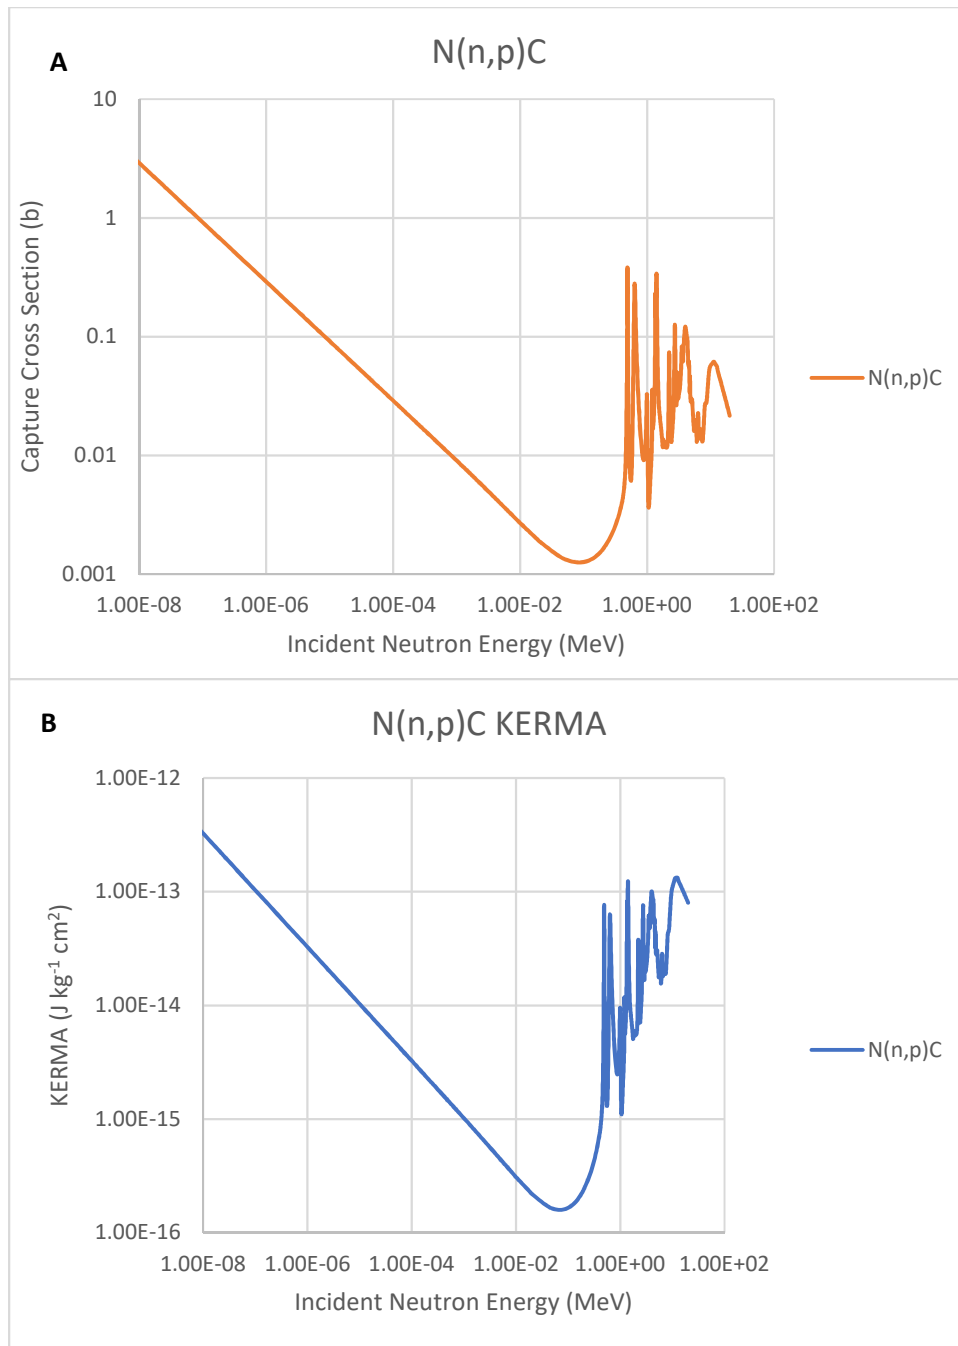 A
N(n,p)C
10
1
0.1
0.01
0.001
Capture Cross Section (b)
1.00E-08 1.00E-06 1.00E-04 1.00E-02 1.00E+00 1.00E+02
Incident Neutron Energy (MeV)
N(n,p)C
B
N(n,p)C KERMA
1.00E-12
1.00E-13
1.00E-14
1.00E-15
1.00E-16
KERMA (J kg⁻¹ cm²)
1.00E-08 1.00E-06 1.00E-04 1.00E-02 1.00E+00 1.00E+02
Incident Neutron Energy (MeV)
N(n,p)C